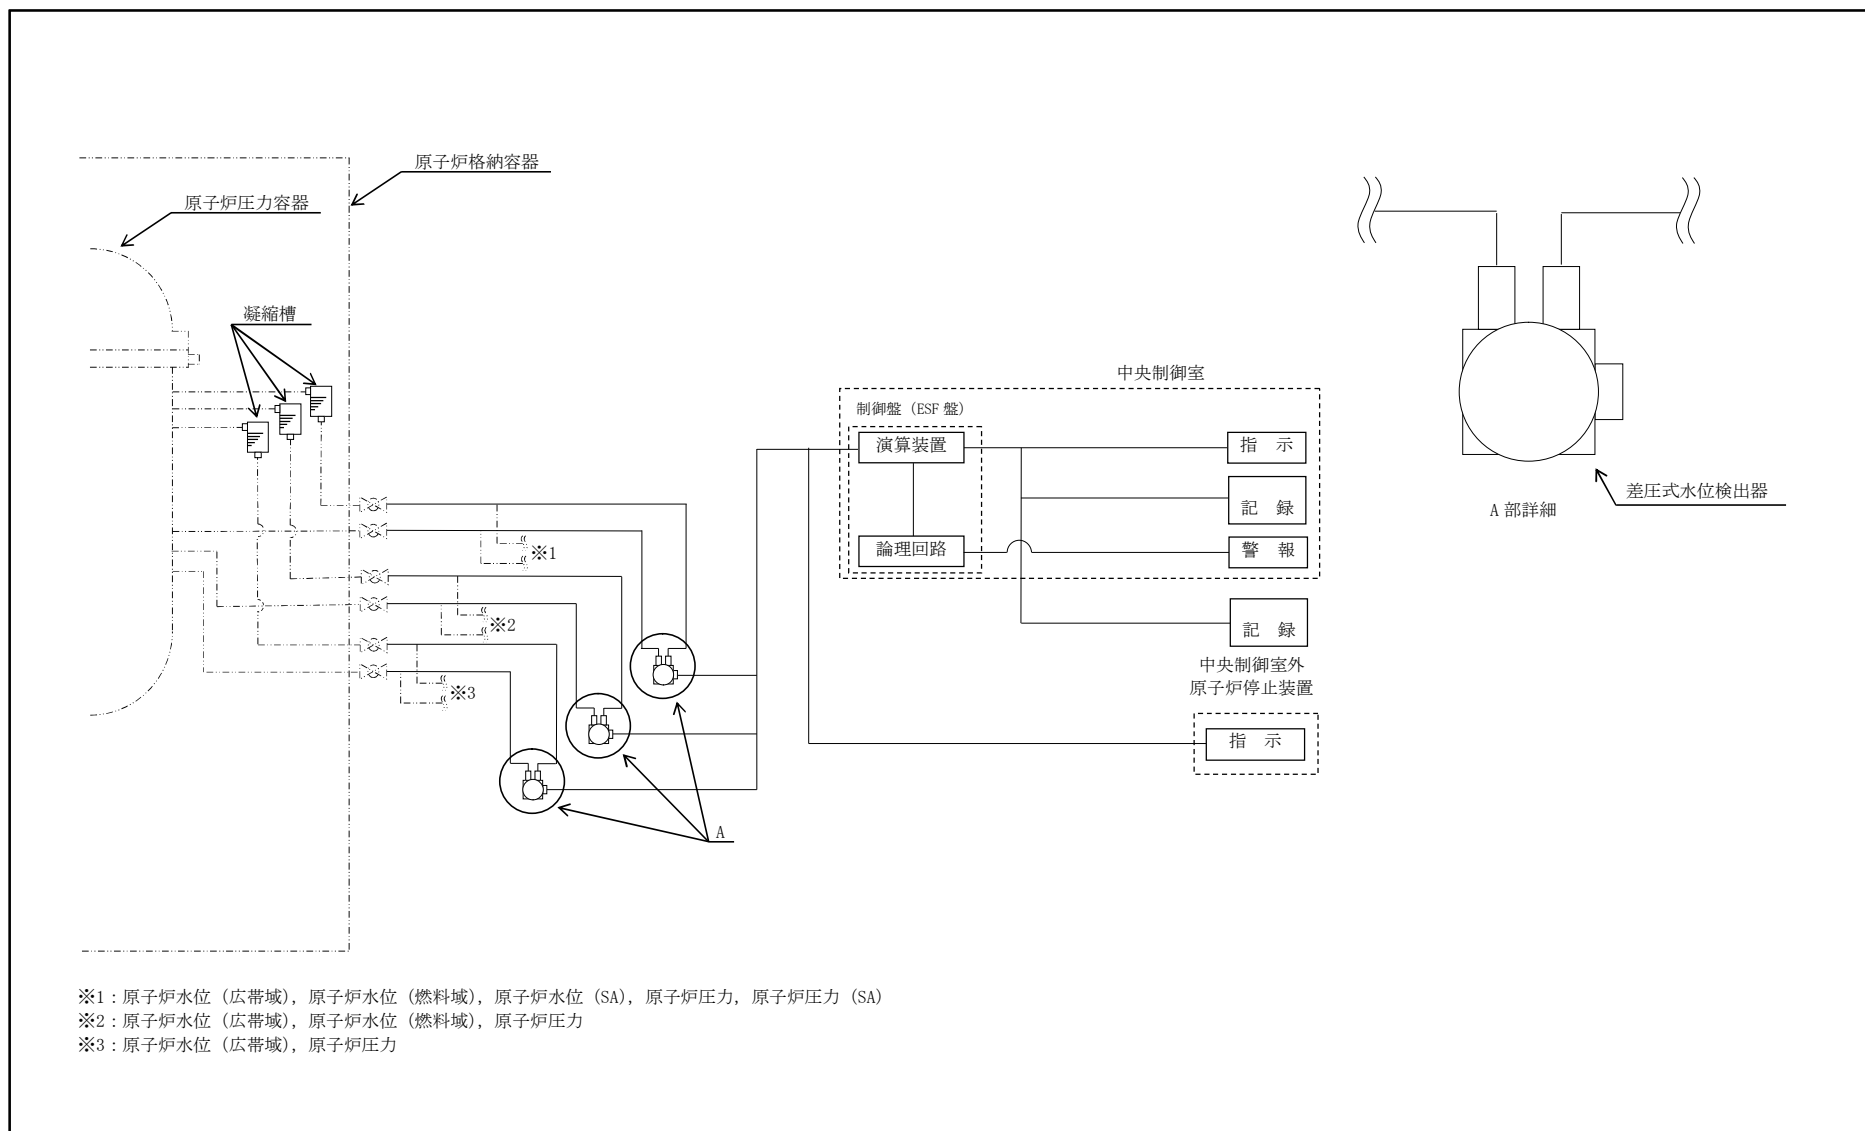 原子炉格納容器
原子炉圧力容器
凝縮槽
中央制御室
制御盤（ESF 盤）
演算装置
指　示
記　録
論理回路
警　報
記　録
中央制御室外
原子炉停止装置
指　示
※1
※2
※3
A
差圧式水位検出器
A 部詳細
※1：原子炉水位（広帯域），原子炉水位（燃料域），原子炉水位（SA），原子炉圧力，原子炉圧力（SA）
※2：原子炉水位（広帯域），原子炉水位（燃料域），原子炉圧力
※3：原子炉水位（広帯域），原子炉圧力